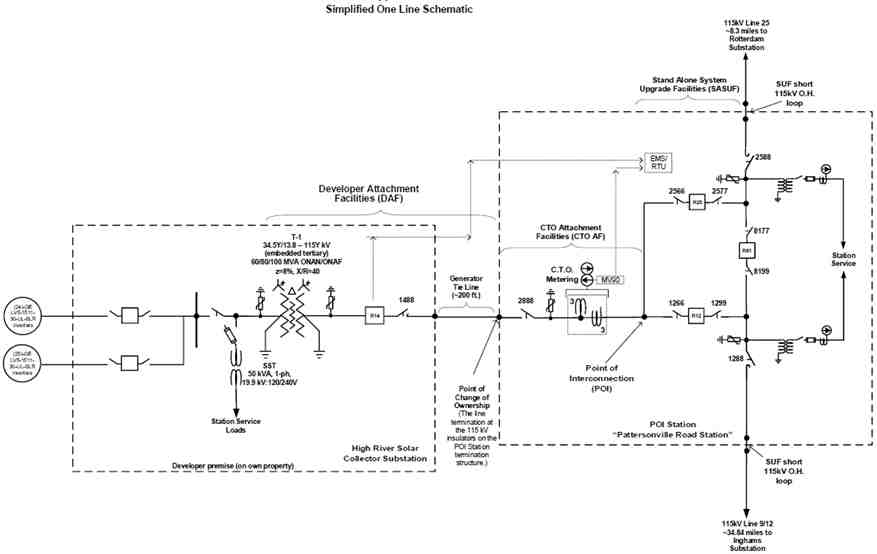 Simplified One Line Schematic
115kV Line 25
~8.3 miles to
Rotterdam
Substation
Stand Alone System
Upgrade Facilities (SASUF)
SUF short
115kV O.H.
loop
2588
EMS/
RTU
2566
2577
R25
8177
R81
8199
Station
Service
Developer Attachment
Facilities (DAF)
CTO Attachment
Facilities (CTO AF)
T-1
34.5Y/13.8 – 115Y kV
(embedded tertiary)
60/80/100 MVA ONAN/ONAF
z=8%, X/R=40
C.T.O.
Metering
MV90
Generator
Tie Line
(~200 ft.)
R14
1488
2888
3
3
1266
1299
R12
1288
SST
50 kVA, 1-ph,
19.9 kV:120/240V
Station Service
Loads
Point of
Interconnection
(POI)
Point of
Change of
Ownership
(The line
termination at
the 115 kV
insulators on the
POI Station
termination
structure.)
High River Solar
Collector Substation
Developer premise (on own property)
POI Station
“Pattersonville Road Station”
SUF short
115kV O.H.
loop
115kV Line 9/12
~34.64 miles to
Inghams
Substation